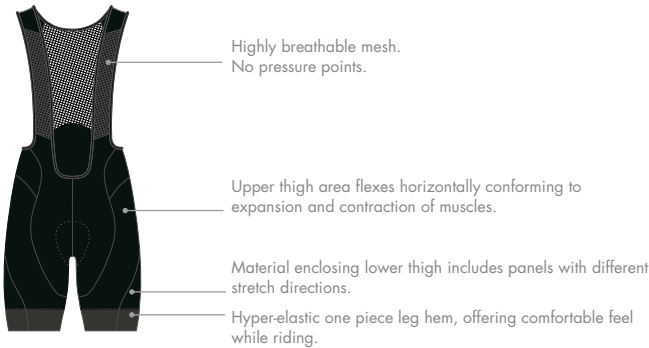 Highly breathable mesh.
No pressure points.
Upper thigh area flexes horizontally conforming to
expansion and contraction of muscles.
Material enclosing lower thigh includes panels with different
stretch directions.
Hyper-elastic one piece leg hem, offering comfortable feel
while riding.